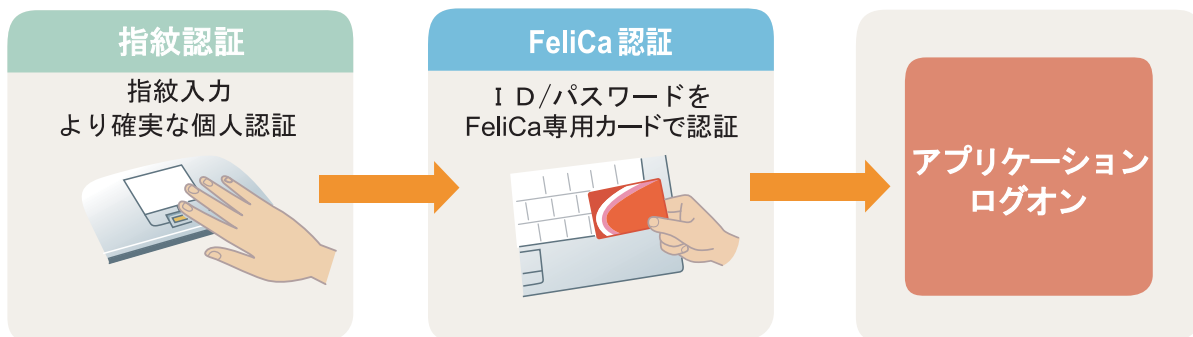 指紋認証
指紋入力
より確実な個人認証
FeliCa 認証
I D/パスワードを
FeliCa専用カードで認証
アプリケーション
ログオン